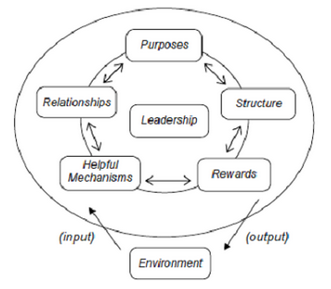 Purposes
Relationships
Structure
Leadership
Helpful
Mechanisms
Rewards
(input)
(output)
Environment